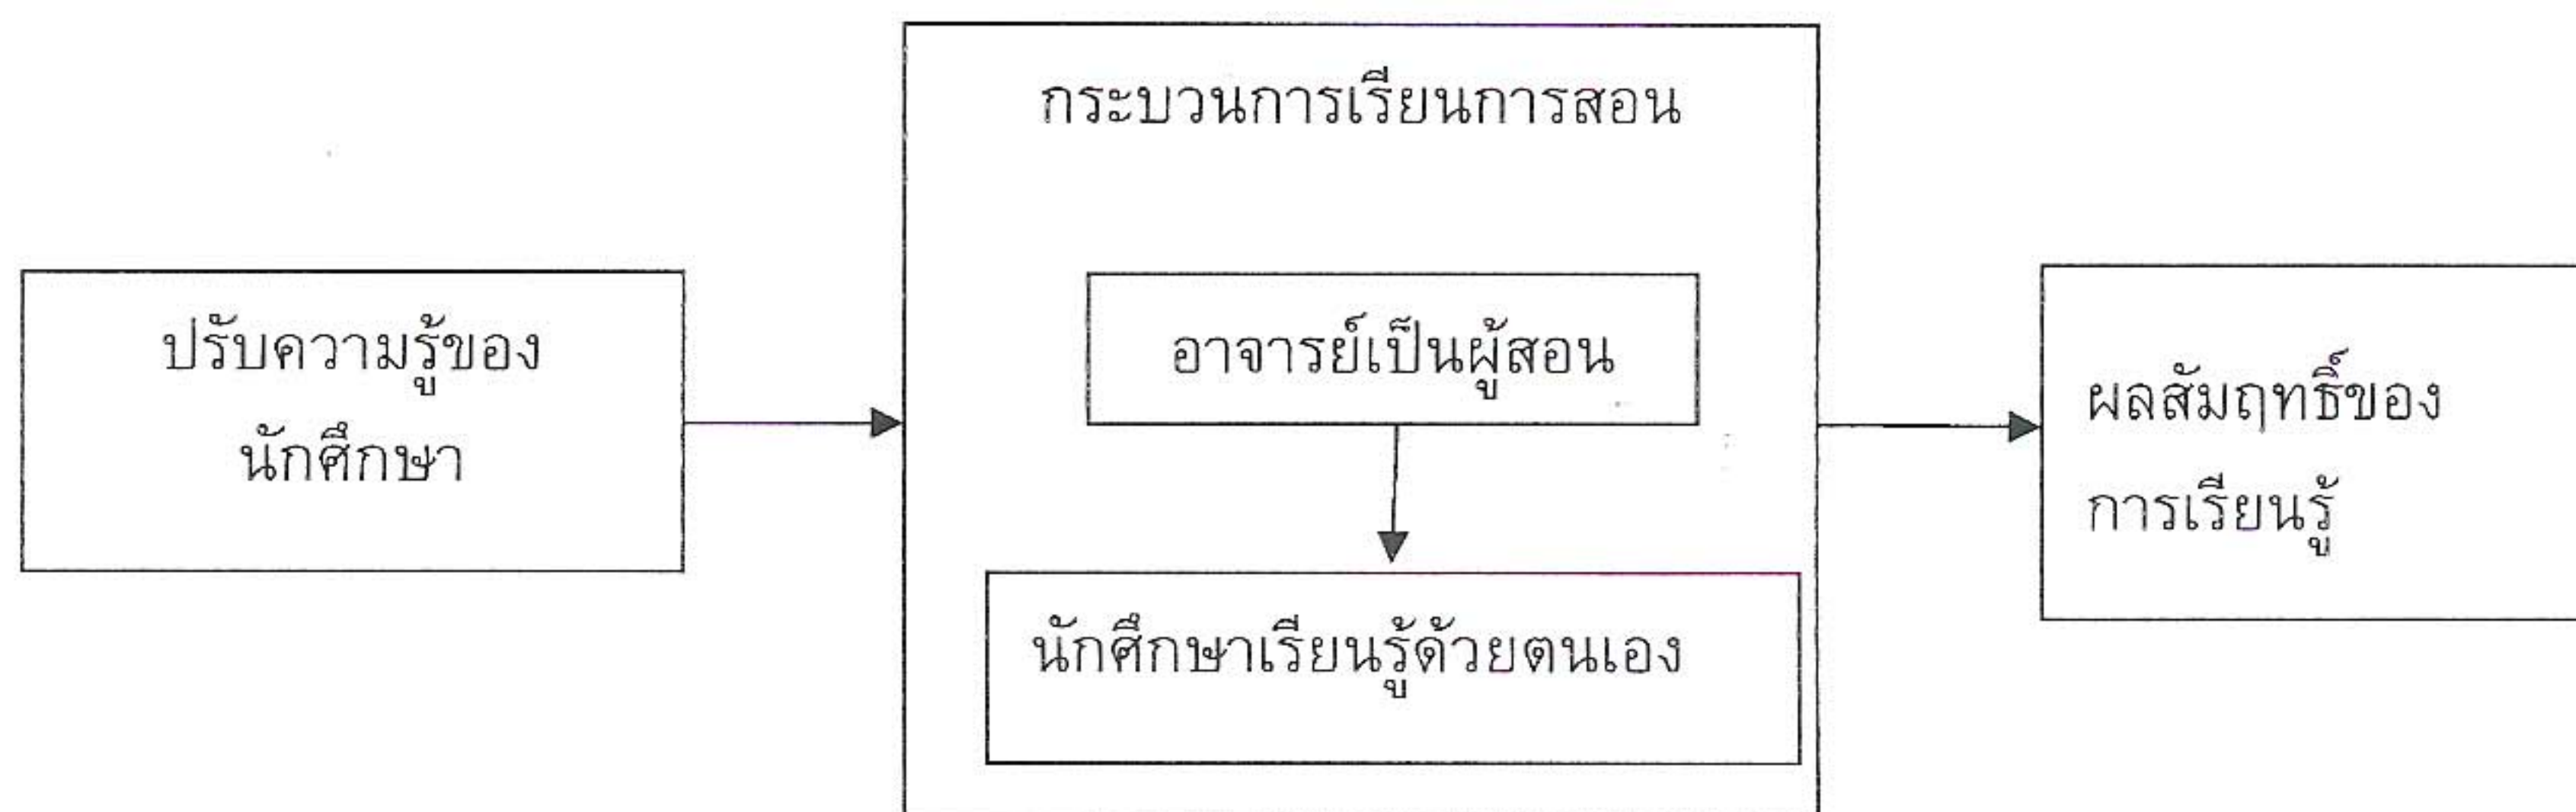 ปรับความรู้ของ
นักศึกษา
กระบวนการเรียนการสอน
อาจารย์เป็นผู้สอน
นักศึกษาเรียนรู้ด้วยตนเอง
ผลสัมฤทธิ์ของ
การเรียนรู้